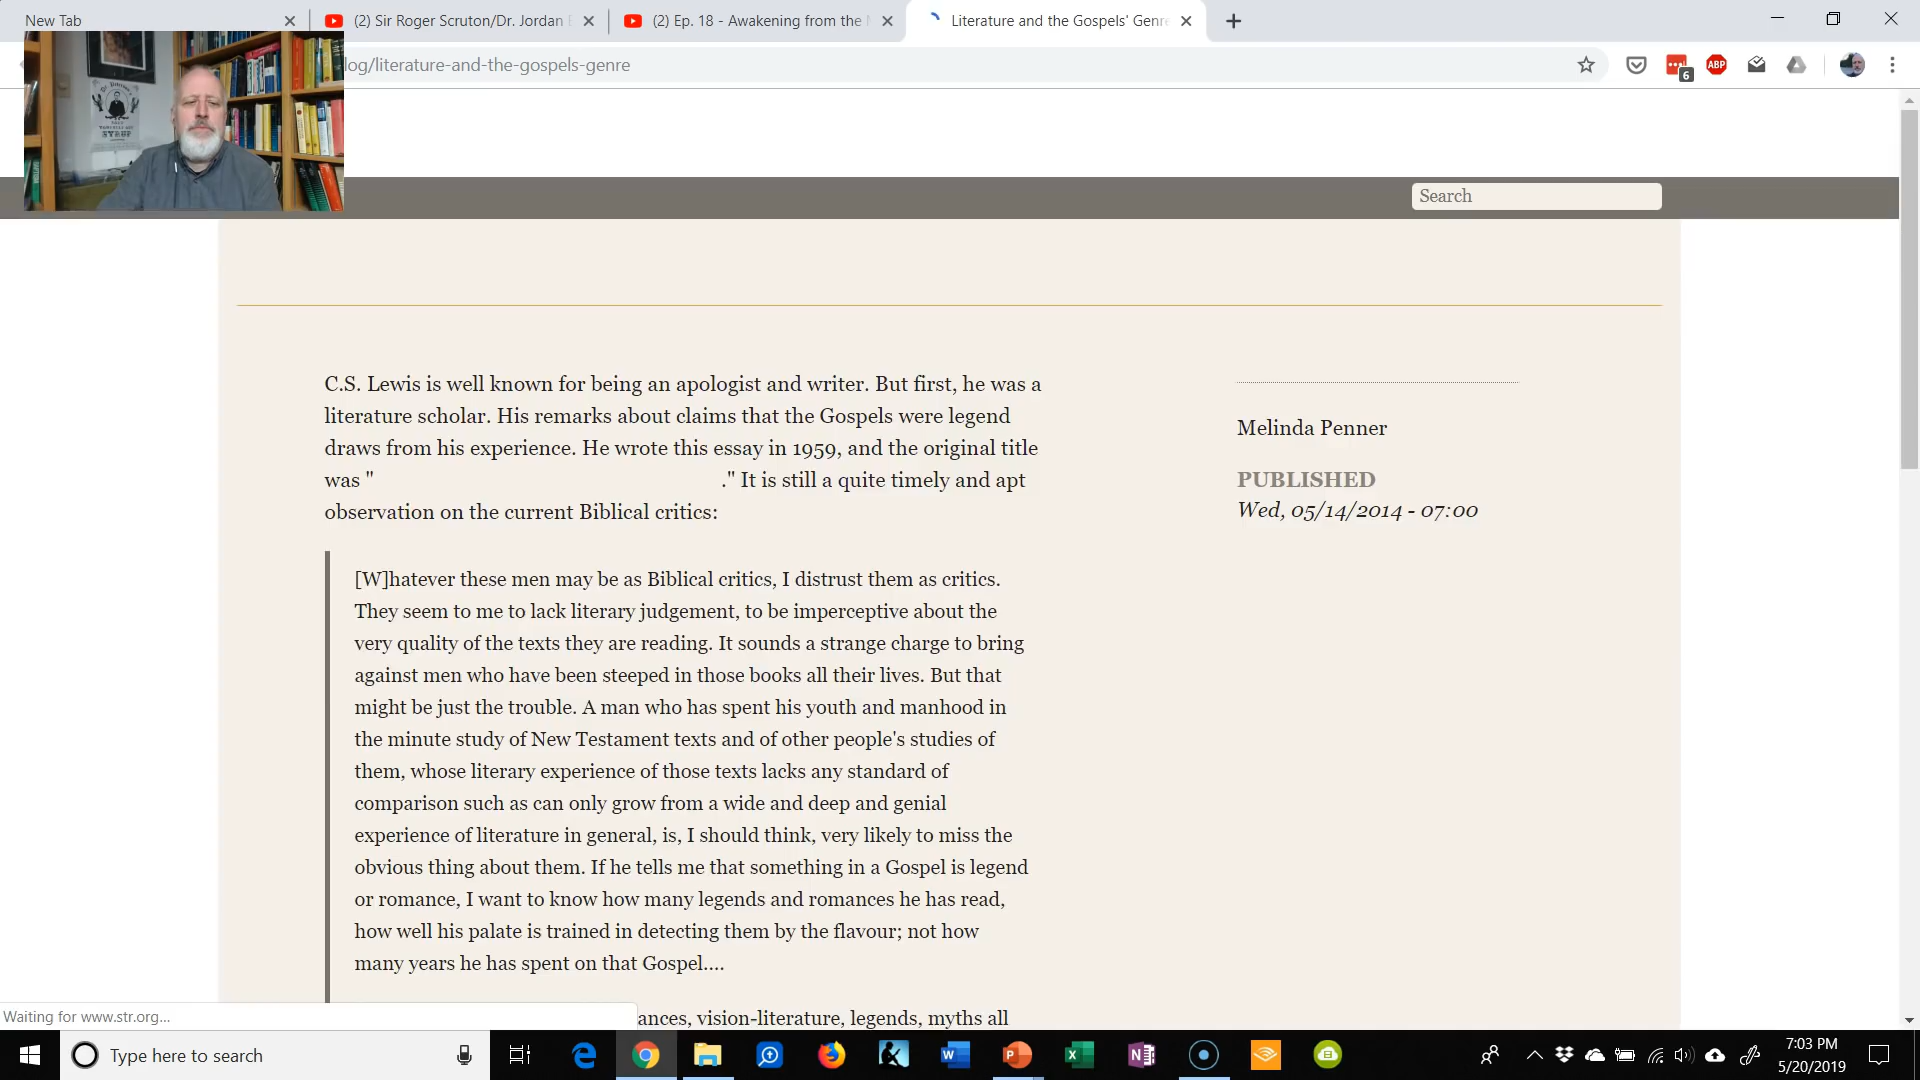 New Tab
(2) Sir Roger Scruton/Dr. Jordan
(2) Ep. 18 - Awakening from the
Literature and the Gospels' Genre
log/literature-and-the-gospels-genre
ABP
6
SYRUP
Search
C.S. Lewis is well known for being an apologist and writer. But first, he was a
literature scholar. His remarks about claims that the Gospels were legend
draws from his experience. He wrote this essay in 1959, and the original title
was " ." It is still a quite timely and apt
observation on the current Biblical critics:
Melinda Penner
PUBLISHED
Wed, 05/14/2014 - 07:00
[W]hatever these men may be as Biblical critics, I distrust them as critics.
They seem to me to lack literary judgement, to be imperceptive about the
very quality of the texts they are reading. It sounds a strange charge to bring
against men who have been steeped in those books all their lives. But that
might be just the trouble. A man who has spent his youth and manhood in
the minute study of New Testament texts and of other people's studies of
them, whose literary experience of those texts lacks any standard of
comparison such as can only grow from a wide and deep and genial
experience of literature in general, is, I should think, very likely to miss the
obvious thing about them. If he tells me that something in a Gospel is legend
or romance, I want to know how many legends and romances he has read,
how well his palate is trained in detecting them by the flavour; not how
many years he has spent on that Gospel....
ances, vision-literature, legends, myths all
Waiting for www.str.org...
Type here to search
7:03 PM
5/20/2019